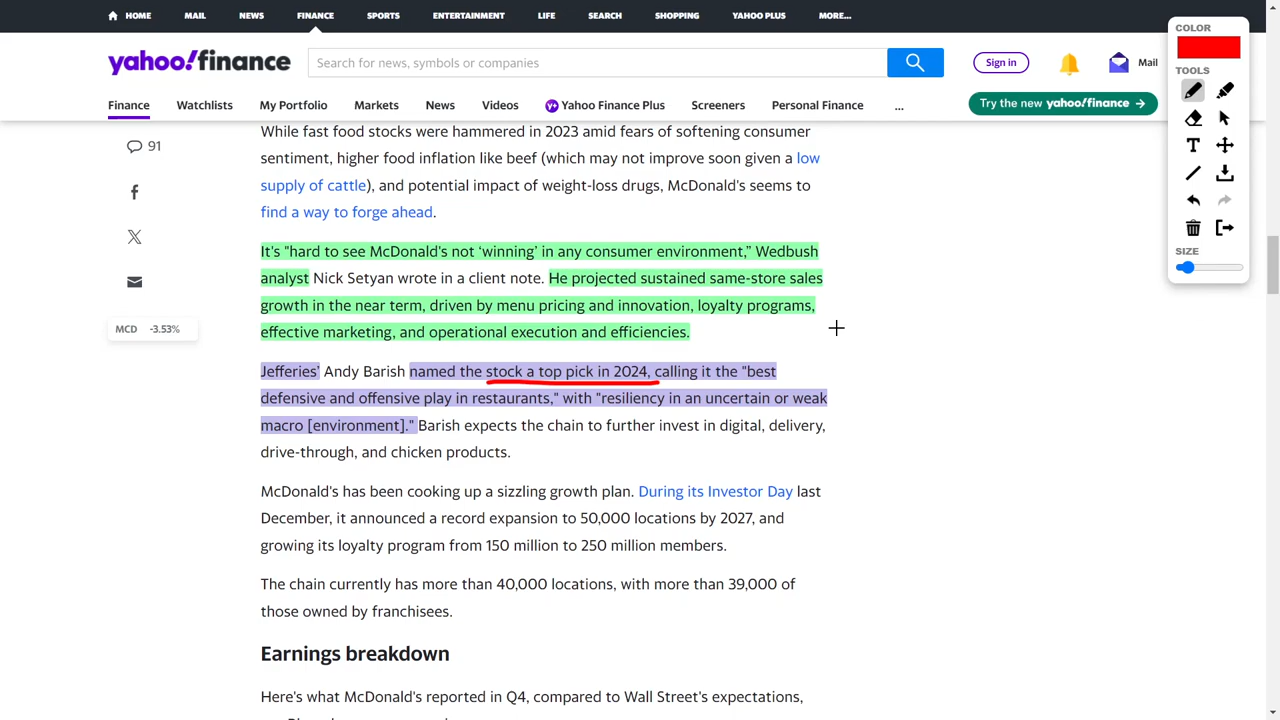 HOME MAIL NEWS FINANCE SPORTS ENTERTAINMENT LIFE SEARCH SHOPPING YAHOO PLUS MORE...
COLOR
yahoo!finance Search for news, symbols or companies Sign in Mail
TOOLS
Finance Watchlists My Portfolio Markets News Videos Yahoo Finance Plus Screeners Personal Finance ... Try the new yahoo!finance →
T
SIZE
91
MCD -3.53%
While fast food stocks were hammered in 2023 amid fears of softening consumer
sentiment, higher food inflation like beef (which may not improve soon given a low
supply of cattle), and potential impact of weight-loss drugs, McDonald's seems to
find a way to forge ahead.
It's "hard to see McDonald's not ‘winning’ in any consumer environment,” Wedbush
analyst Nick Setyan wrote in a client note. He projected sustained same-store sales
growth in the near term, driven by menu pricing and innovation, loyalty programs,
effective marketing, and operational execution and efficiencies.
Jefferies’ Andy Barish named the stock a top pick in 2024, calling it the "best
defensive and offensive play in restaurants," with "resiliency in an uncertain or weak
macro [environment]." Barish expects the chain to further invest in digital, delivery,
drive-through, and chicken products.
McDonald's has been cooking up a sizzling growth plan. During its Investor Day last
December, it announced a record expansion to 50,000 locations by 2027, and
growing its loyalty program from 150 million to 250 million members.
The chain currently has more than 40,000 locations, with more than 39,000 of
those owned by franchisees.
Earnings breakdown
Here's what McDonald's reported in Q4, compared to Wall Street's expectations,